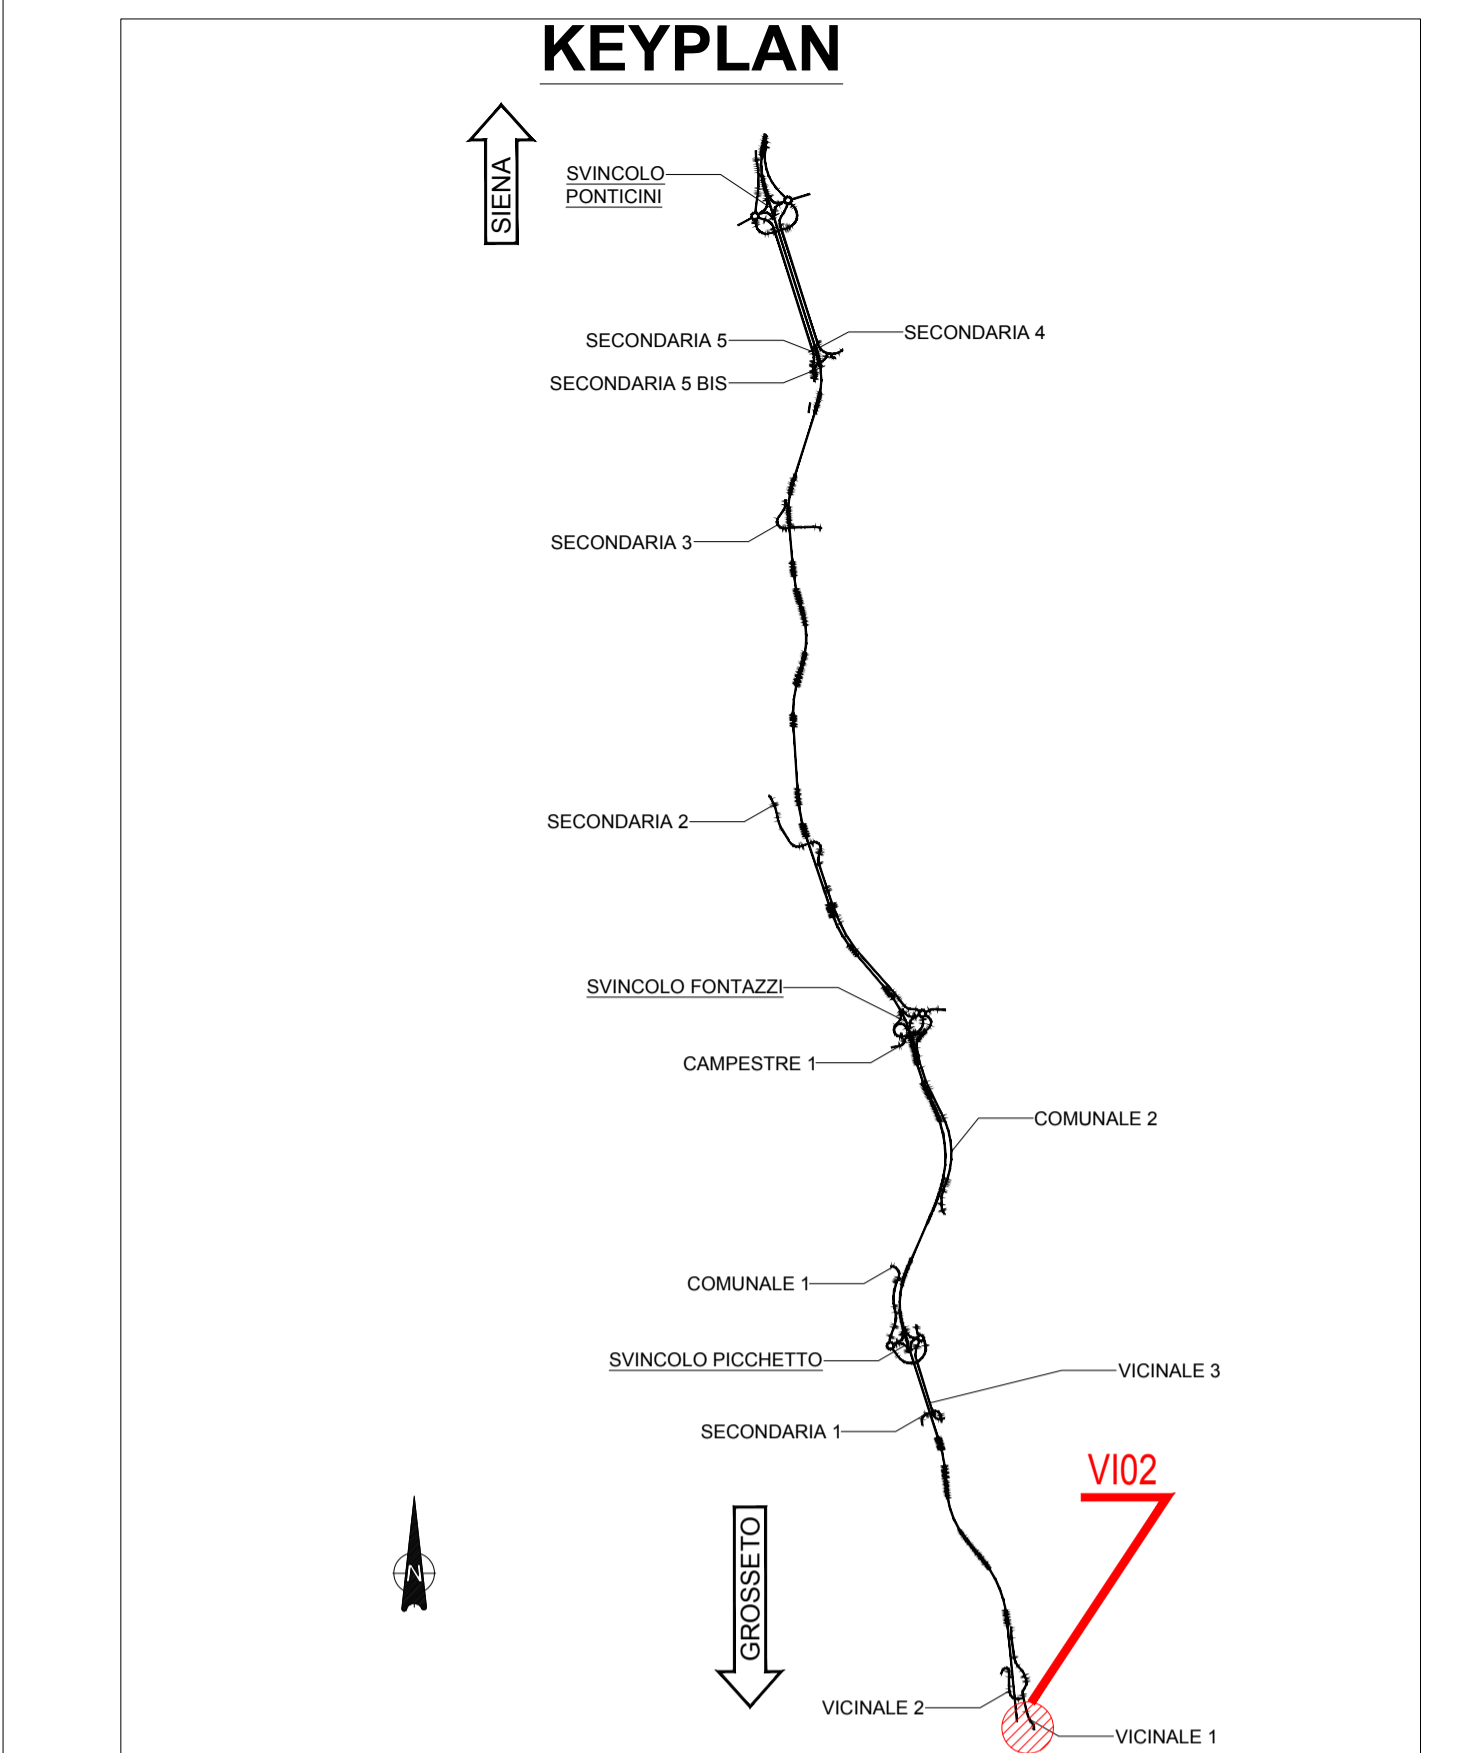 KEYPLAN
SIENA
SVINCOLO
PONTICINI
SECONDARIA 5
SECONDARIA 4
SECONDARIA 5 BIS
SECONDARIA 3
SECONDARIA 2
SVINCOLO FONTAZZI
CAMPESTRE 1
COMUNALE 2
COMUNALE 1
SVINCOLO PICCHETTO
VICINALE 3
SECONDARIA 1
VI02
GROSSETO
N
VICINALE 2
VICINALE 1